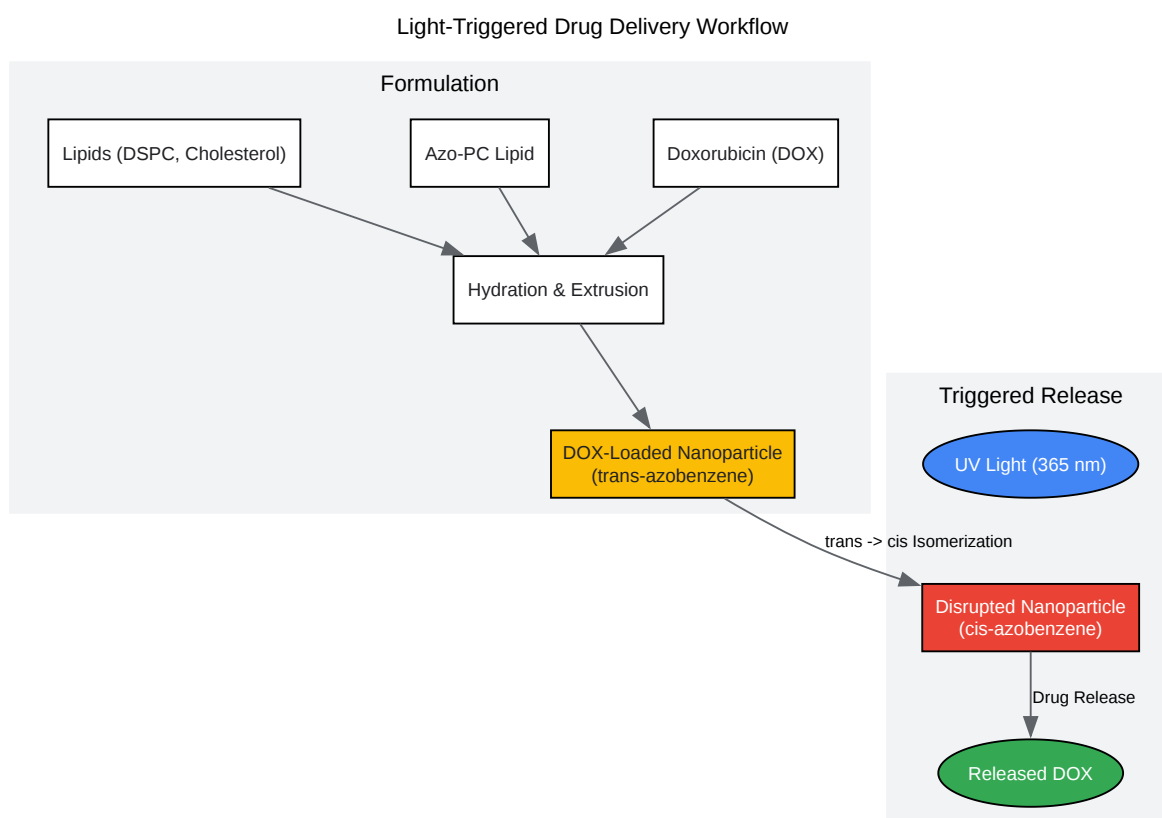 Light-Triggered Drug Delivery Workflow
Formulation
Lipids (DSPC, Cholesterol)
Azo-PC Lipid
Doxorubicin (DOX)
Hydration & Extrusion
DOX-Loaded Nanoparticle
(trans-azobenzene)
Triggered Release
UV Light (365 nm)
trans -> cis Isomerization
Disrupted Nanoparticle
(cis-azobenzene)
Drug Release
Released DOX